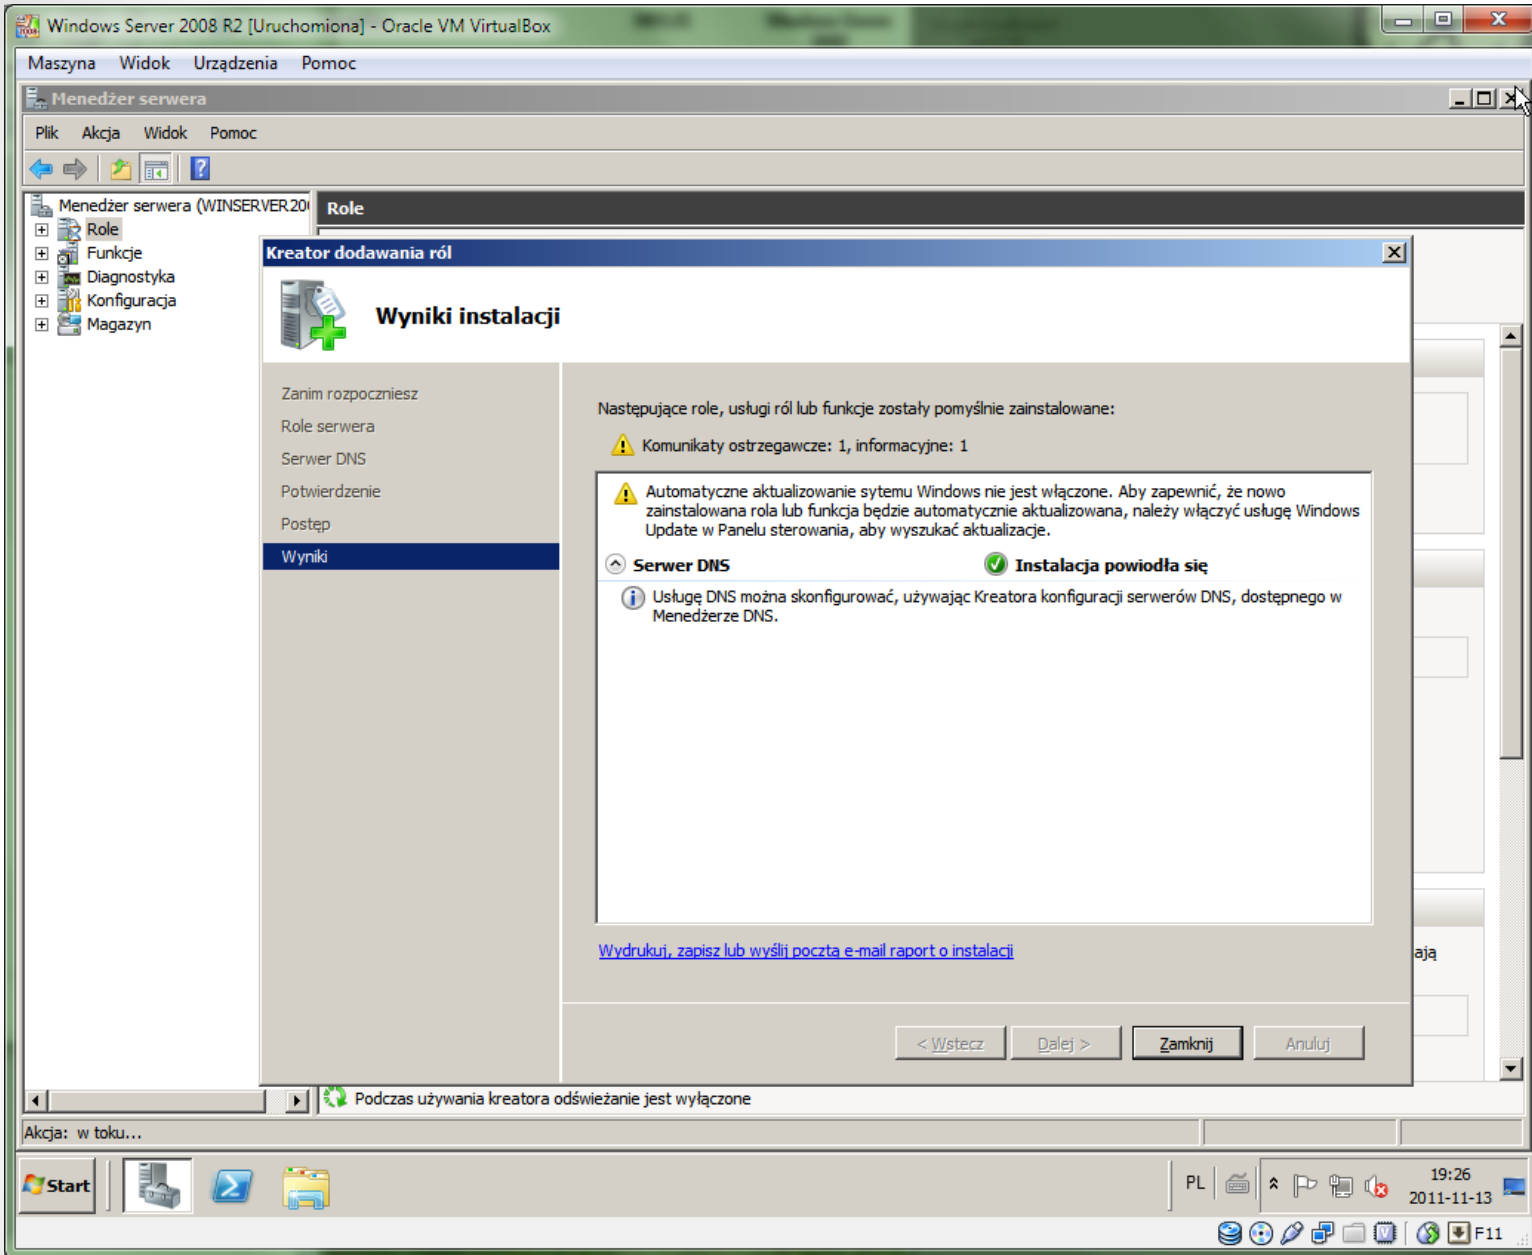 Windows Server 2008 R2 [Uruchomiona] - Oracle VM VirtualBox
Maszyna Widok Urządzenia Pomoc
Menedżer serwera
Plik Akcja Widok Pomoc
Menedżer serwera (WINSERVER20
Role
Role
Funkcje
Diagnostyka
Konfiguracja
Magazyn
Kreator dodawania ról
Wyniki instalacji
Zanim rozpoczniesz
Role serwera
Serwer DNS
Potwierdzenie
Postęp
Wyniki
Następujące role, usługi ról lub funkcje zostały pomyślnie zainstalowane:
Komunikaty ostrzegawcze: 1, informacyjne: 1
Automatyczne aktualizowanie sytemu Windows nie jest włączone. Aby zapewnić, że nowo
zainstalowana rola lub funkcja będzie automatycznie aktualizowana, należy włączyć usługę Windows
Update w Panelu sterowania, aby wyszukać aktualizacje.
Serwer DNS Instalacja powiodła się
Usługę DNS można skonfigurować, używając Kreatora konfiguracji serwerów DNS, dostępnego w
Menedżerze DNS.
Wydrukuj, zapisz lub wyślij pocztą e-mail raport o instalacji
ają
< Wstecz Dalej > Zamknij Anuluj
Podczas używania kreatora odświeżanie jest wyłączone
Akcja: w toku...
Start
PL
19:26
2011-11-13
F11